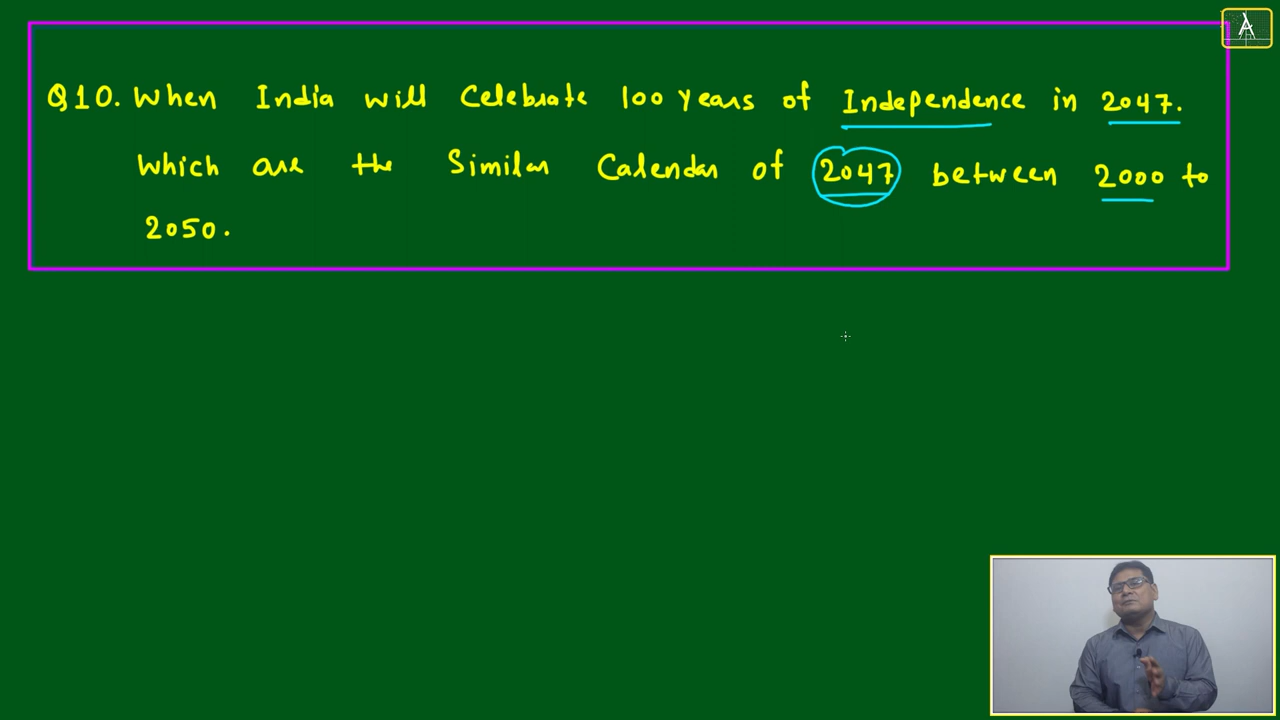 Q10. When India will Celebrate 100 years of Independence in 2047.
Which are the Similar Calendar of 2047 between 2000 to
2050.